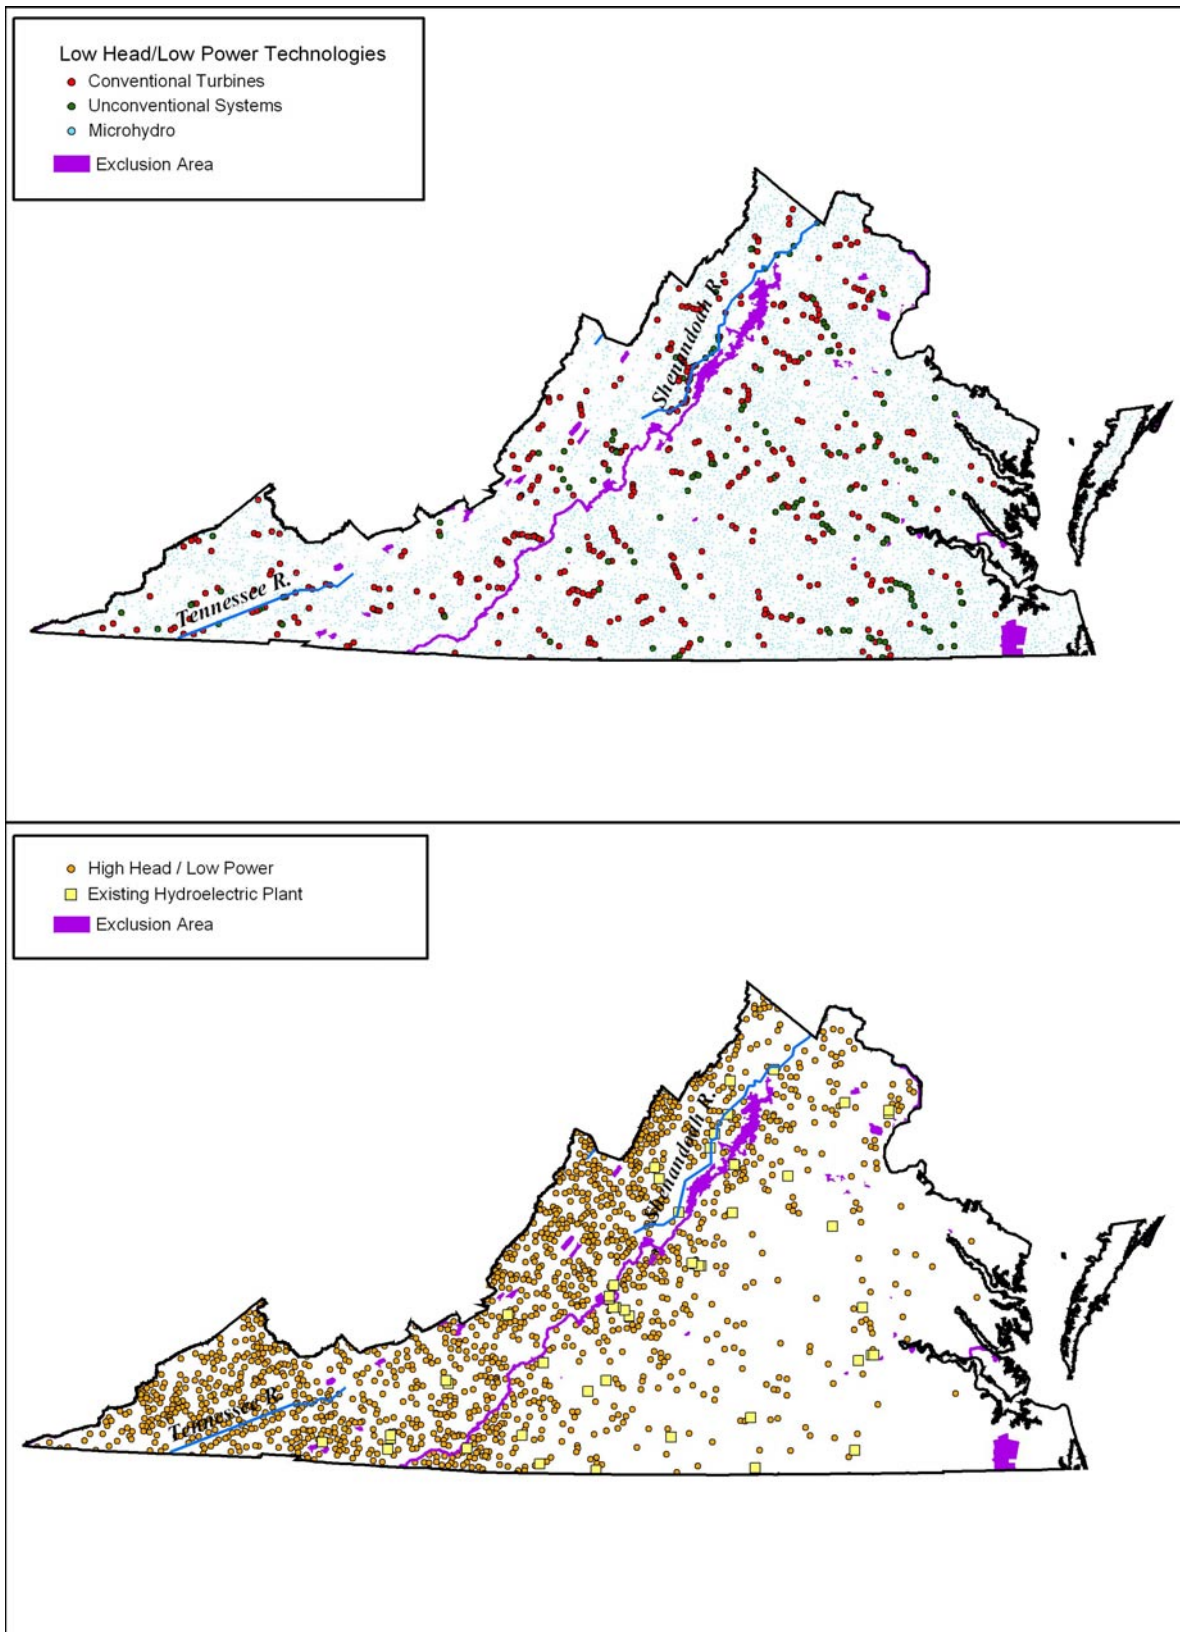 Low Head/Low Power Technologies
Conventional Turbines
Unconventional Systems
Microhydro
Exclusion Area
Shenandoah R.
Tennessee R.
High Head / Low Power
Existing Hydroelectric Plant
Exclusion Area
Shenandoah R.
Tennessee R.